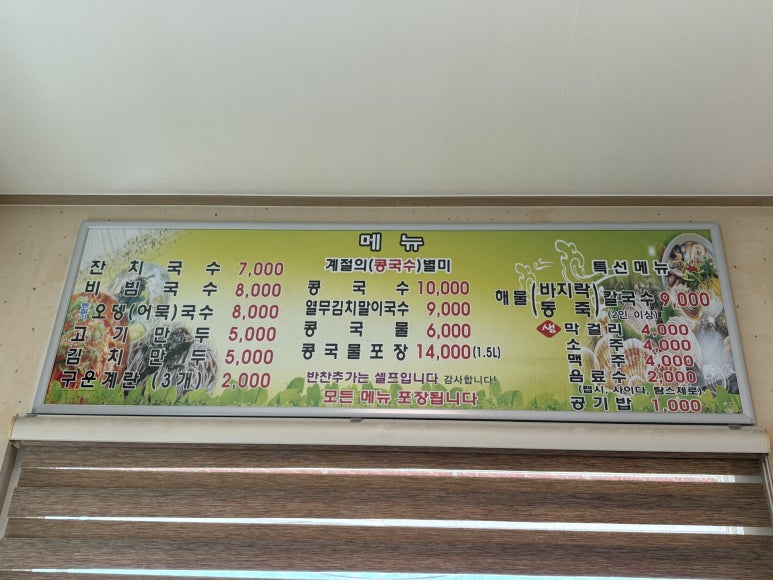 메뉴
잔치국수 7,000
비빔국수 8,000
오뎅(어묵)국수 8,000
고기만두 5,000
김치만두 5,000
구운계란 (3개) 2,000
계절의(콩국수)별미
콩국수 10,000
열무김치말이국수 9,000
콩국물 6,000
콩국물포장 14,000 (1.5L)
반찬추가는 셀프입니다 감사합니다!
모든 메뉴 포장됩니다
특선메뉴
해물(바지락 동죽)칼국수 9,000
(2인 이상)
생 막걸리 4,000
소주 4,000
맥주 4,000
음료수 2,000
(펩시, 사이다, 탐스제로)
공기밥 1,000